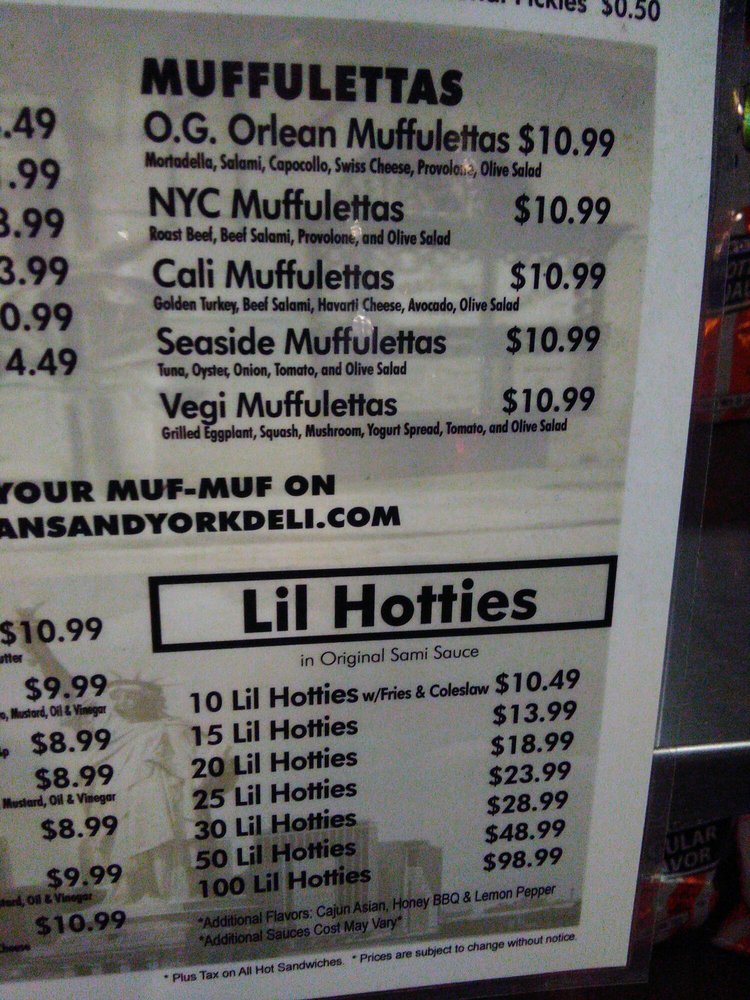 $0.50
MUFFULETTAS
O.G. Orlean Muffulettas $10.99
Mortadella, Salami, Capocollo, Swiss Cheese, Provolone, Olive Salad
NYC Muffulettas $10.99
Roast Beef, Beef Salami, Provolone, and Olive Salad
Cali Muffulettas $10.99
Golden Turkey, Beef Salami, Havarti Cheese, Avocado, Olive Salad
Seaside Muffulettas $10.99
Tuna, Oyster, Onion, Tomato, and Olive Salad
Vegi Muffulettas $10.99
Grilled Eggplant, Squash, Mushroom, Yogurt Spread, Tomato, and Olive Salad
.49
.99
3.99
0.99
4.49
YOUR MUF-MUF ON
ANSANDYORKDELI.COM
$10.99
$9.99
Mustard, Oil & Vinegar
$8.99
$8.99
Mustard, Oil & Vinegar
$8.99
$9.99
Oil & Vinegar
$10.99
Cheese
Lil Hotties
in Original Sami Sauce
10 Lil Hotties w/Fries & Coleslaw $10.49
15 Lil Hotties $13.99
20 Lil Hotties $18.99
25 Lil Hotties $23.99
30 Lil Hotties $28.99
50 Lil Hotties $48.99
100 Lil Hotties $98.99
*Additional Flavors: Cajun Asian, Honey BBQ & Lemon Pepper
*Additional Sauces Cost May Vary*
* Plus Tax on All Hot Sandwiches. * Prices are subject to change without notice.
ULAR
VOR